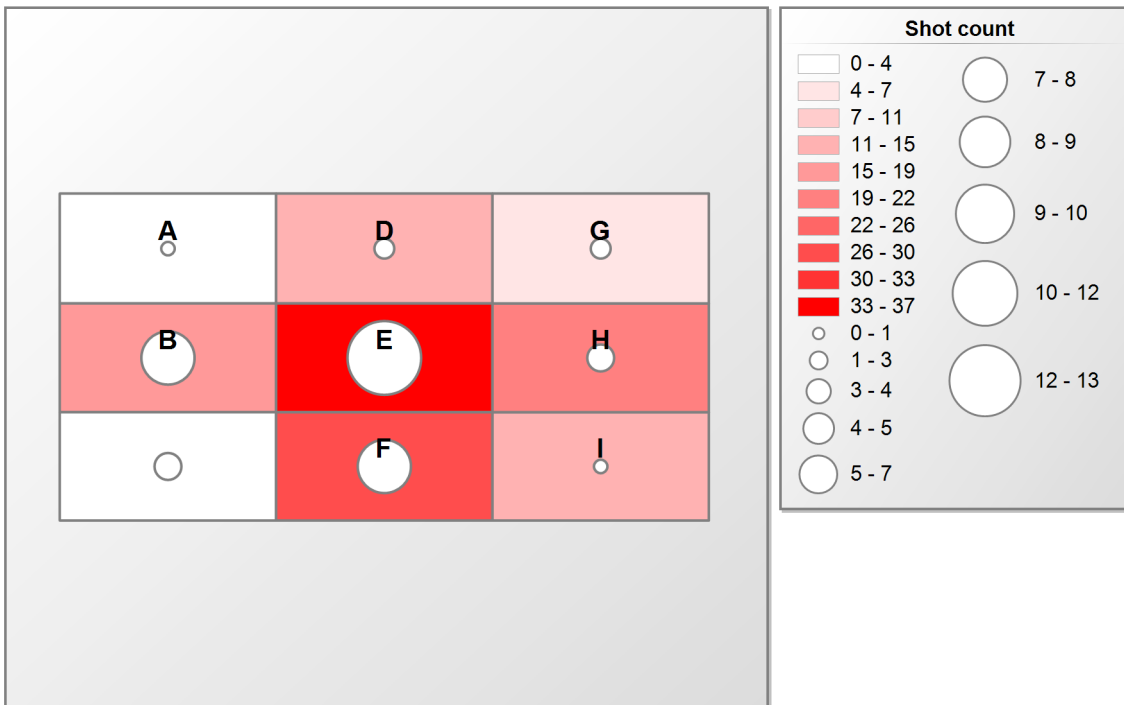 A
D
G
B
E
H
F
I
Shot count
0 - 4
4 - 7
7 - 11
11 - 15
15 - 19
19 - 22
22 - 26
26 - 30
30 - 33
33 - 37
0 - 1
1 - 3
3 - 4
4 - 5
5 - 7
7 - 8
8 - 9
9 - 10
10 - 12
12 - 13